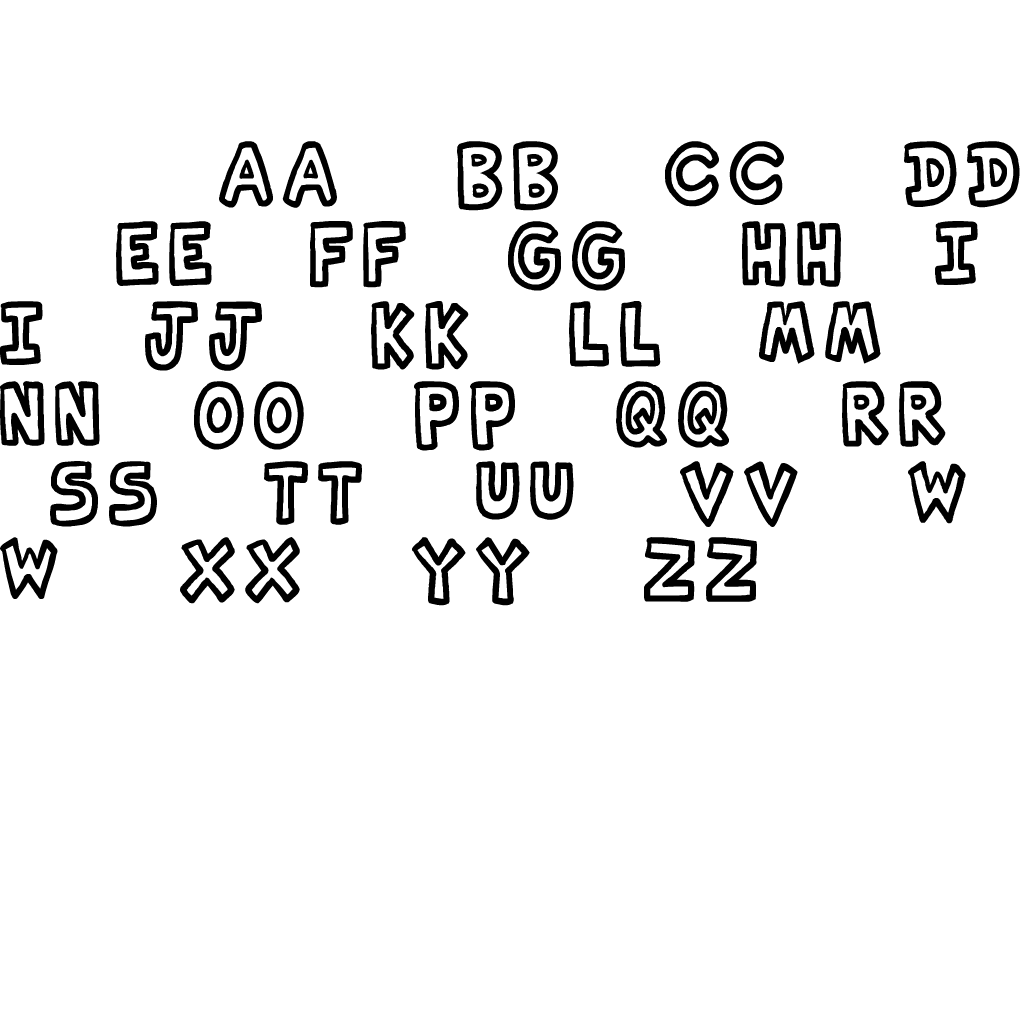 AA BB CC DD
EE FF GG HH I
I JJ KK LL MM
NN OO PP QQ RR
SS TT UU VV W
W XX YY ZZ